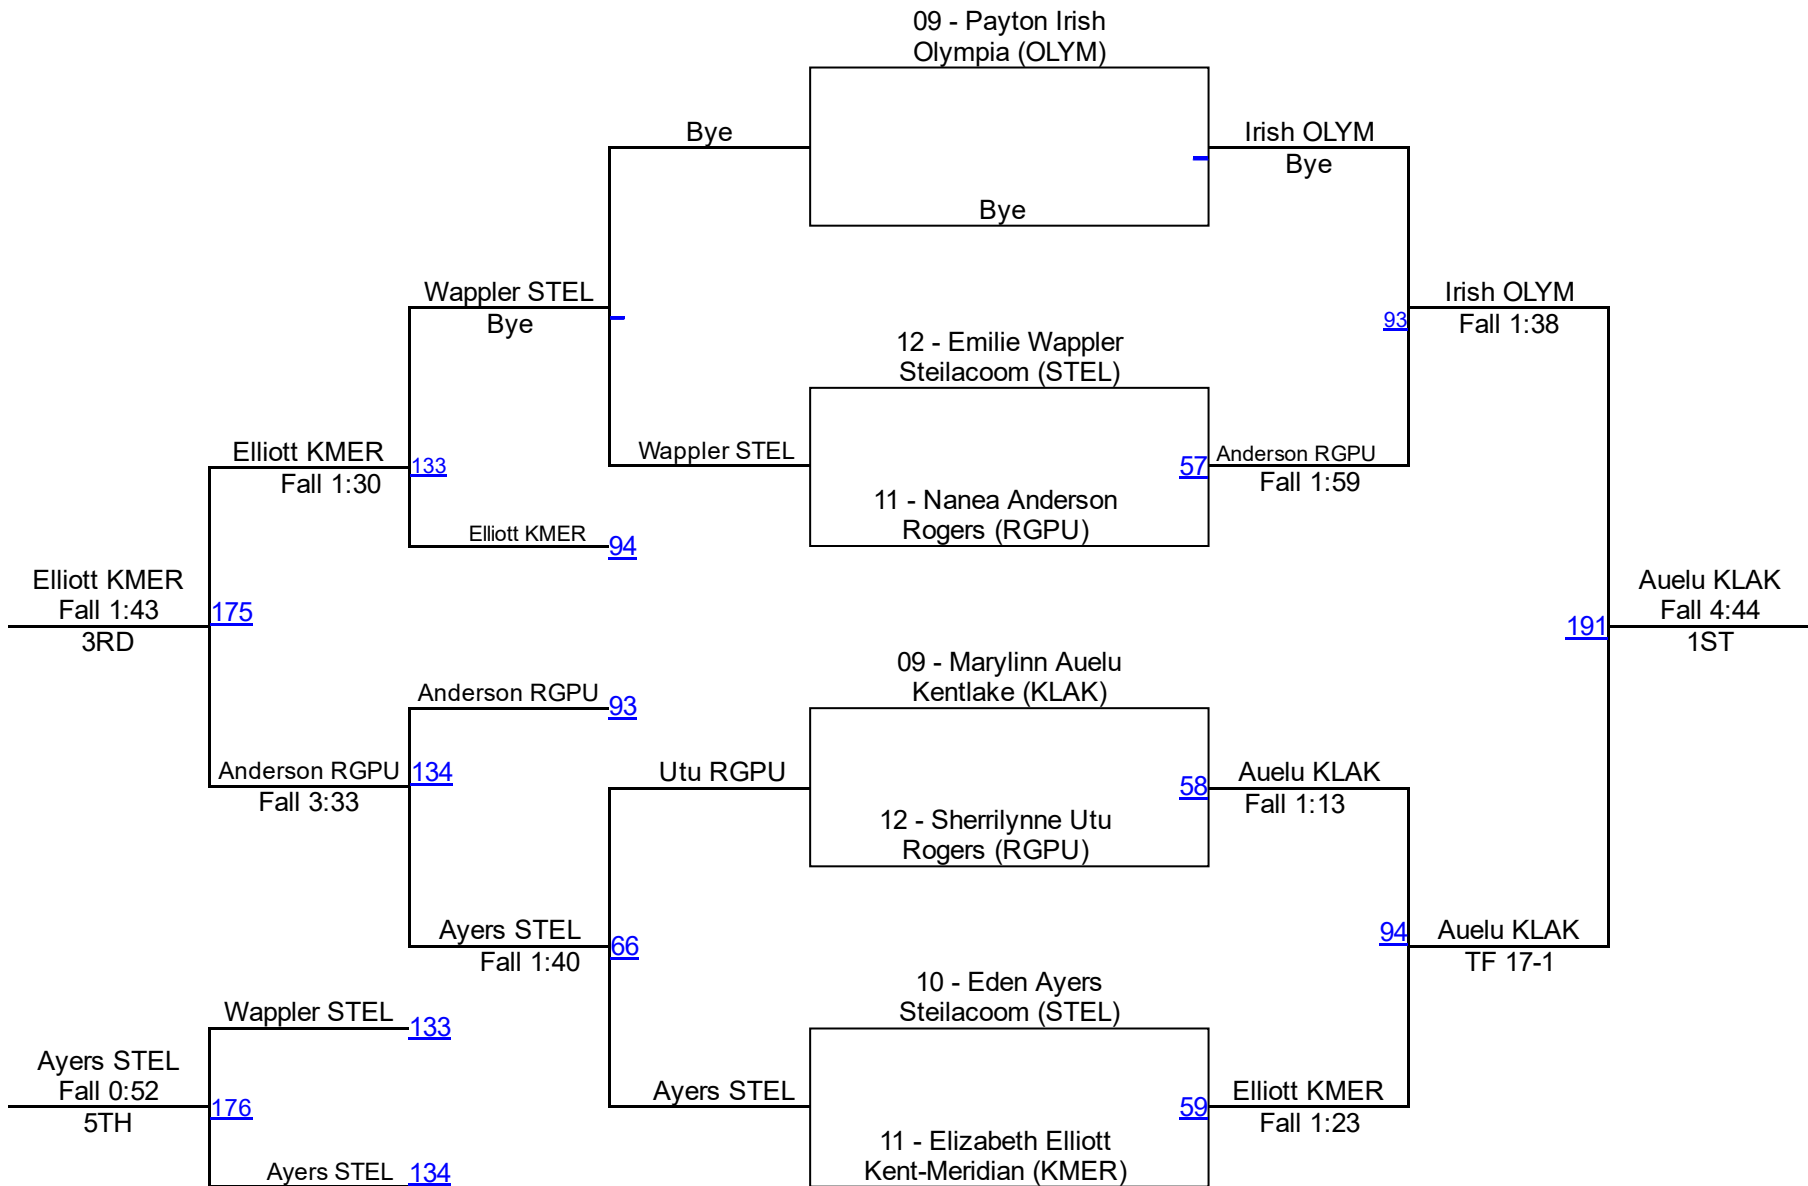 09 - Payton Irish
Olympia (OLYM)
Bye
Irish OLYM
Bye
Bye
Wappler STEL
Bye
Irish OLYM
Fall 1:38
93
12 - Emilie Wappler
Steilacoom (STEL)
Elliott KMER
Fall 1:30
133
Wappler STEL
57
Anderson RGPU
Fall 1:59
11 - Nanea Anderson
Rogers (RGPU)
Elliott KMER
94
Elliott KMER
Fall 1:43
3RD
175
Auelu KLAK
Fall 4:44
1ST
191
09 - Marylinn Auelu
Kentlake (KLAK)
Anderson RGPU
93
Anderson RGPU
Fall 3:33
134
Utu RGPU
58
Auelu KLAK
Fall 1:13
12 - Sherrilynne Utu
Rogers (RGPU)
Ayers STEL
Fall 1:40
66
94
Auelu KLAK
TF 17-1
10 - Eden Ayers
Steilacoom (STEL)
Wappler STEL
133
Ayers STEL
Fall 0:52
5TH
176
Ayers STEL
59
Elliott KMER
Fall 1:23
11 - Elizabeth Elliott
Kent-Meridian (KMER)
Ayers STEL
134